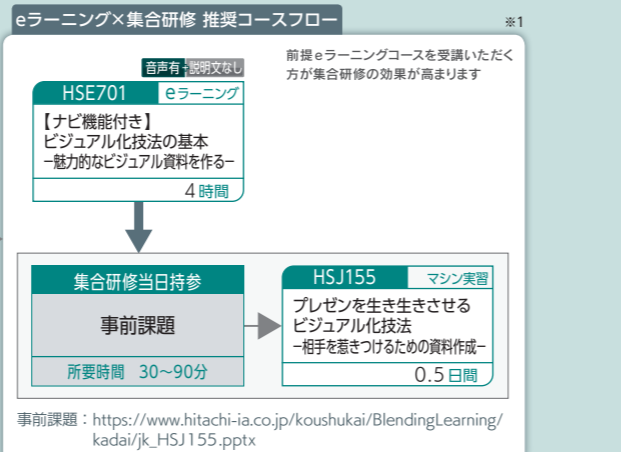 eラーニング×集合研修 推奨コースフロー
※1
前提eラーニングコースを受講いただく
方が集合研修の効果が高まります
音声有+説明文なし
HSE701 eラーニング
【ナビ機能付き】
ビジュアル化技法の基本
−魅力的なビジュアル資料を作る−
4時間
集合研修当日持参
事前課題
所要時間 30〜90分
HSJ155 マシン実習
プレゼンを生き生きさせる
ビジュアル化技法
−相手を惹きつけるための資料作成−
0.5日間
事前課題：https://www.hitachi-ia.co.jp/koushukai/BlendingLearning/
kadai/jk_HSJ155.pptx